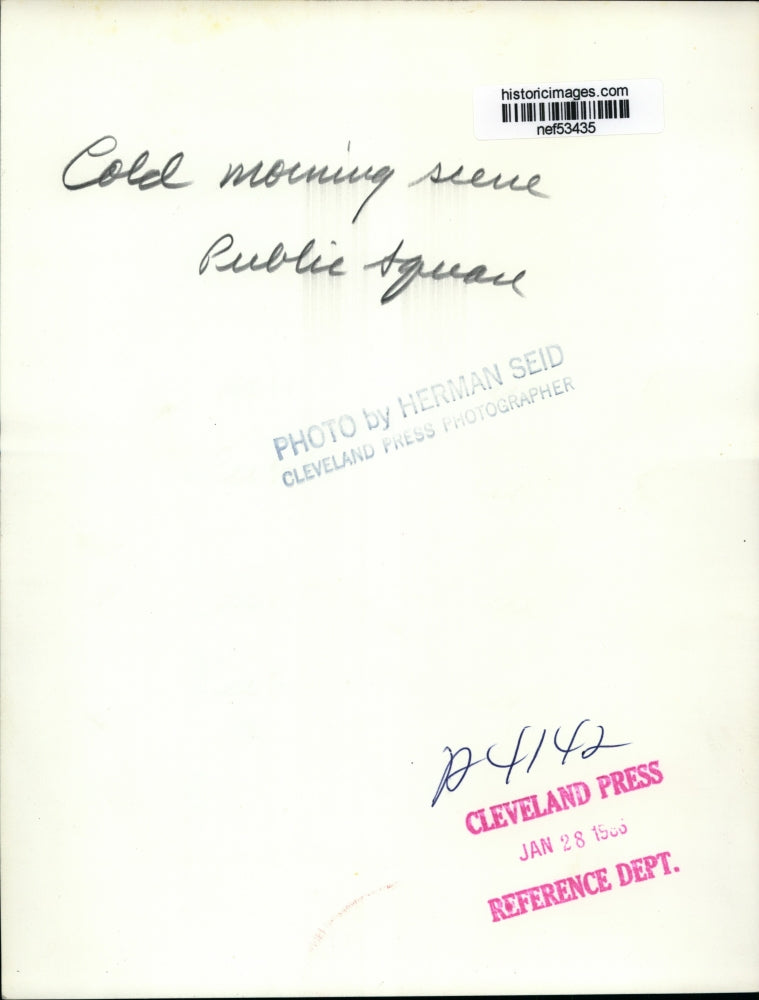 historicimages.com
nef53435
Cold morning scene
Public Square
PHOTO by HERMAN SEID
CLEVELAND PRESS PHOTOGRAPHER
A4142
CLEVELAND PRESS
JAN 28
REFERENCE DEPT.